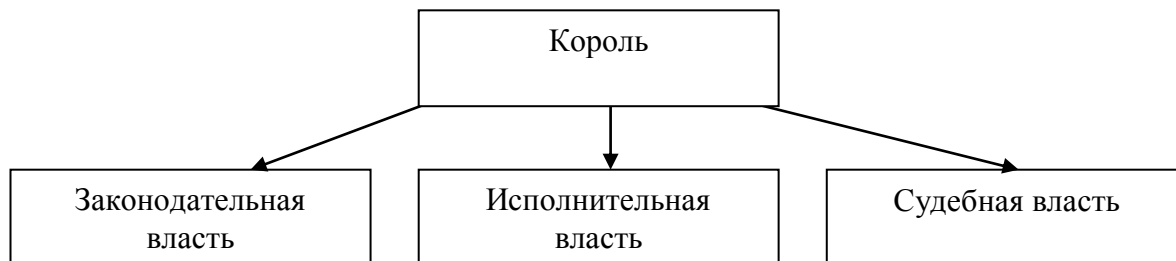 Король
Законодательная
власть
Исполнительная
власть
Судебная власть